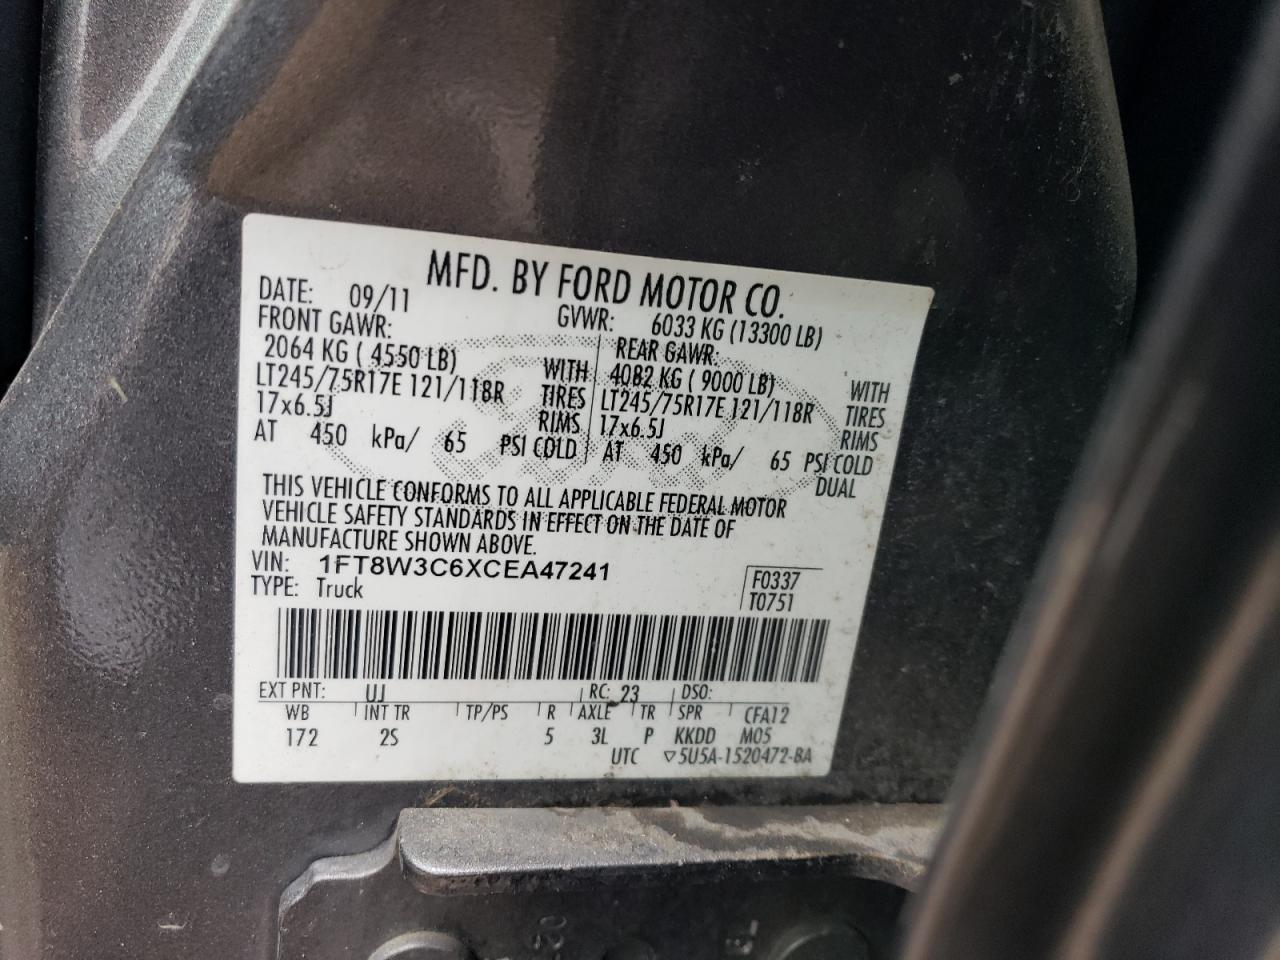 MFD. BY FORD MOTOR CO.
DATE: 09/11 GVWR: 6033 KG (13300 LB)
FRONT GAWR: REAR GAWR:
2064 KG ( 4550 LB) WITH 4082 KG ( 9000 LB) WITH
LT245/75R17E 121/118R TIRES LT245/75R17E 121/118R TIRES
17x6.5J RIMS 17x6.5J RIMS
AT 450 kPa/ 65 PSI COLD AT 450 kPa/ 65 PSI COLD
DUAL
THIS VEHICLE CONFORMS TO ALL APPLICABLE FEDERAL MOTOR
VEHICLE SAFETY STANDARDS IN EFFECT ON THE DATE OF
MANUFACTURE SHOWN ABOVE.
VIN: 1FT8W3C6XCEA47241
TYPE: Truck
F0337
T0751
EXT PNT: UJ RC: 23 DSO:
WB INT TR TP/PS R AXLE TR SPR CFA12
172 2S 5 3L P KKDD M05
UTC ▽5U5A-1520472-BA